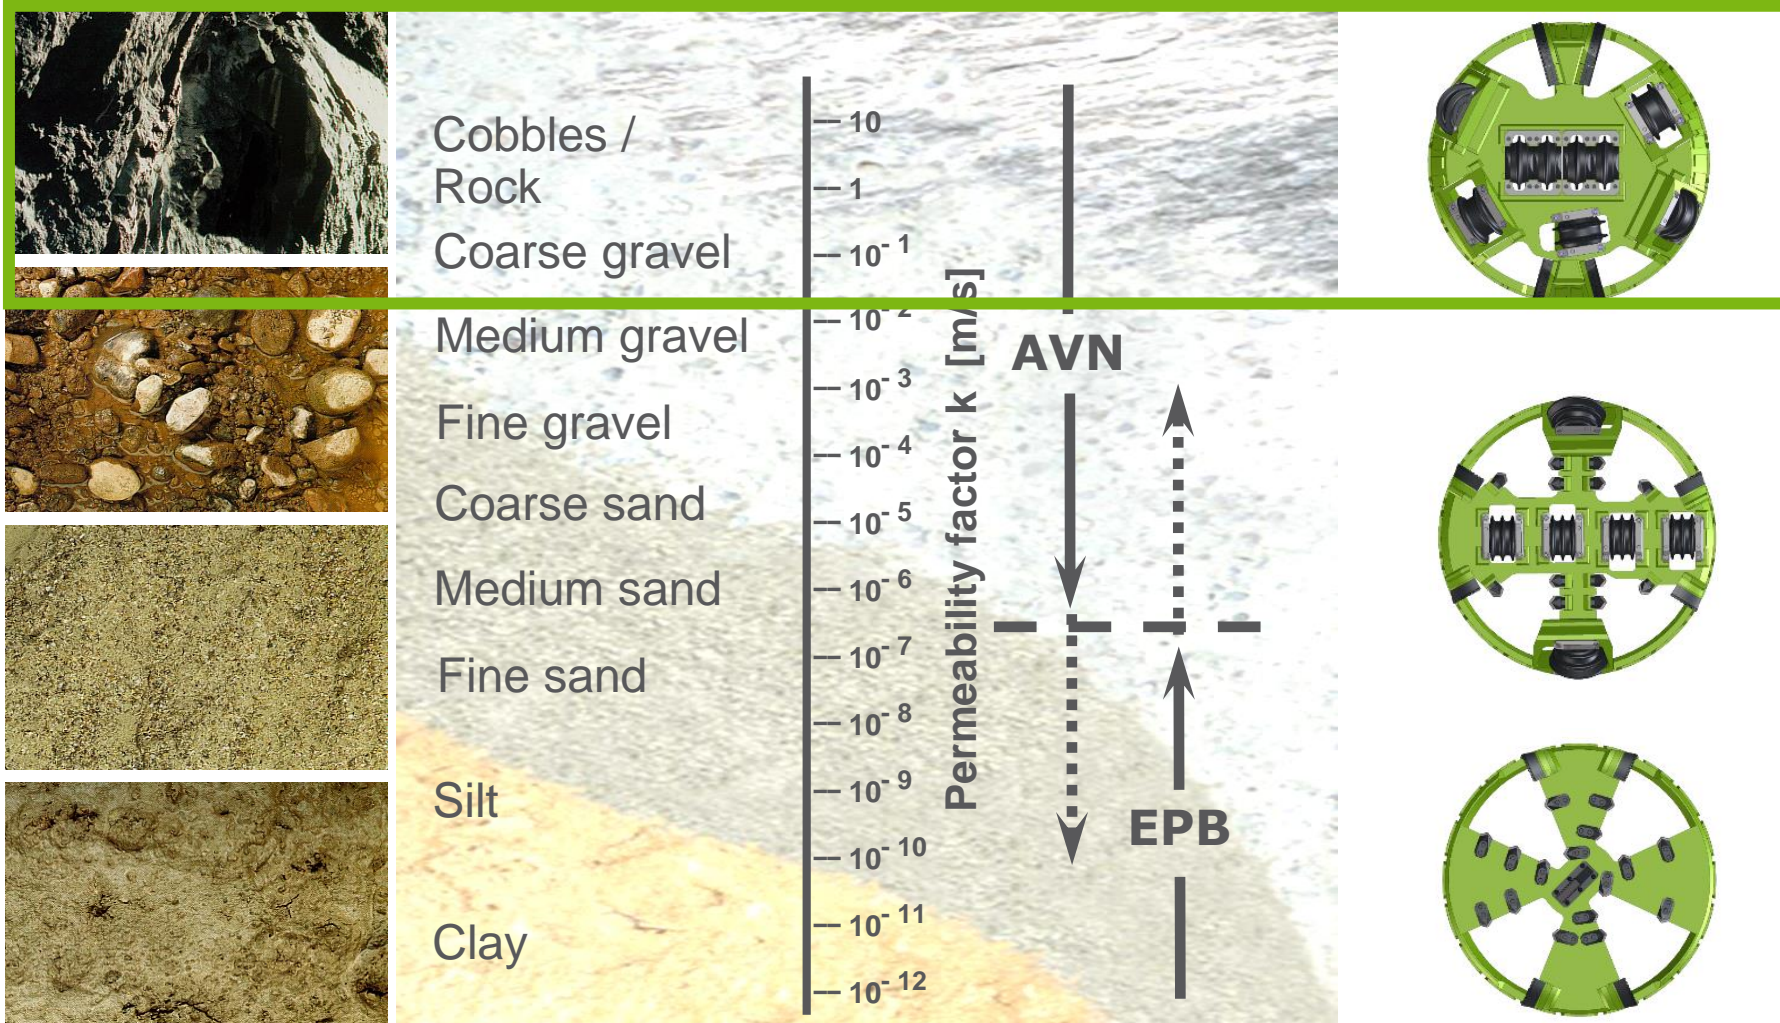 Cobbles /
Rock
Coarse gravel
Medium gravel
Fine gravel
Coarse sand
Medium sand
Fine sand
Silt
Clay
10
1
10⁻¹
10⁻²
10⁻³
10⁻⁴
10⁻⁵
10⁻⁶
10⁻⁷
10⁻⁸
10⁻⁹
10⁻¹⁰
10⁻¹¹
10⁻¹²
Permeability factor k [m/s]
AVN
EPB